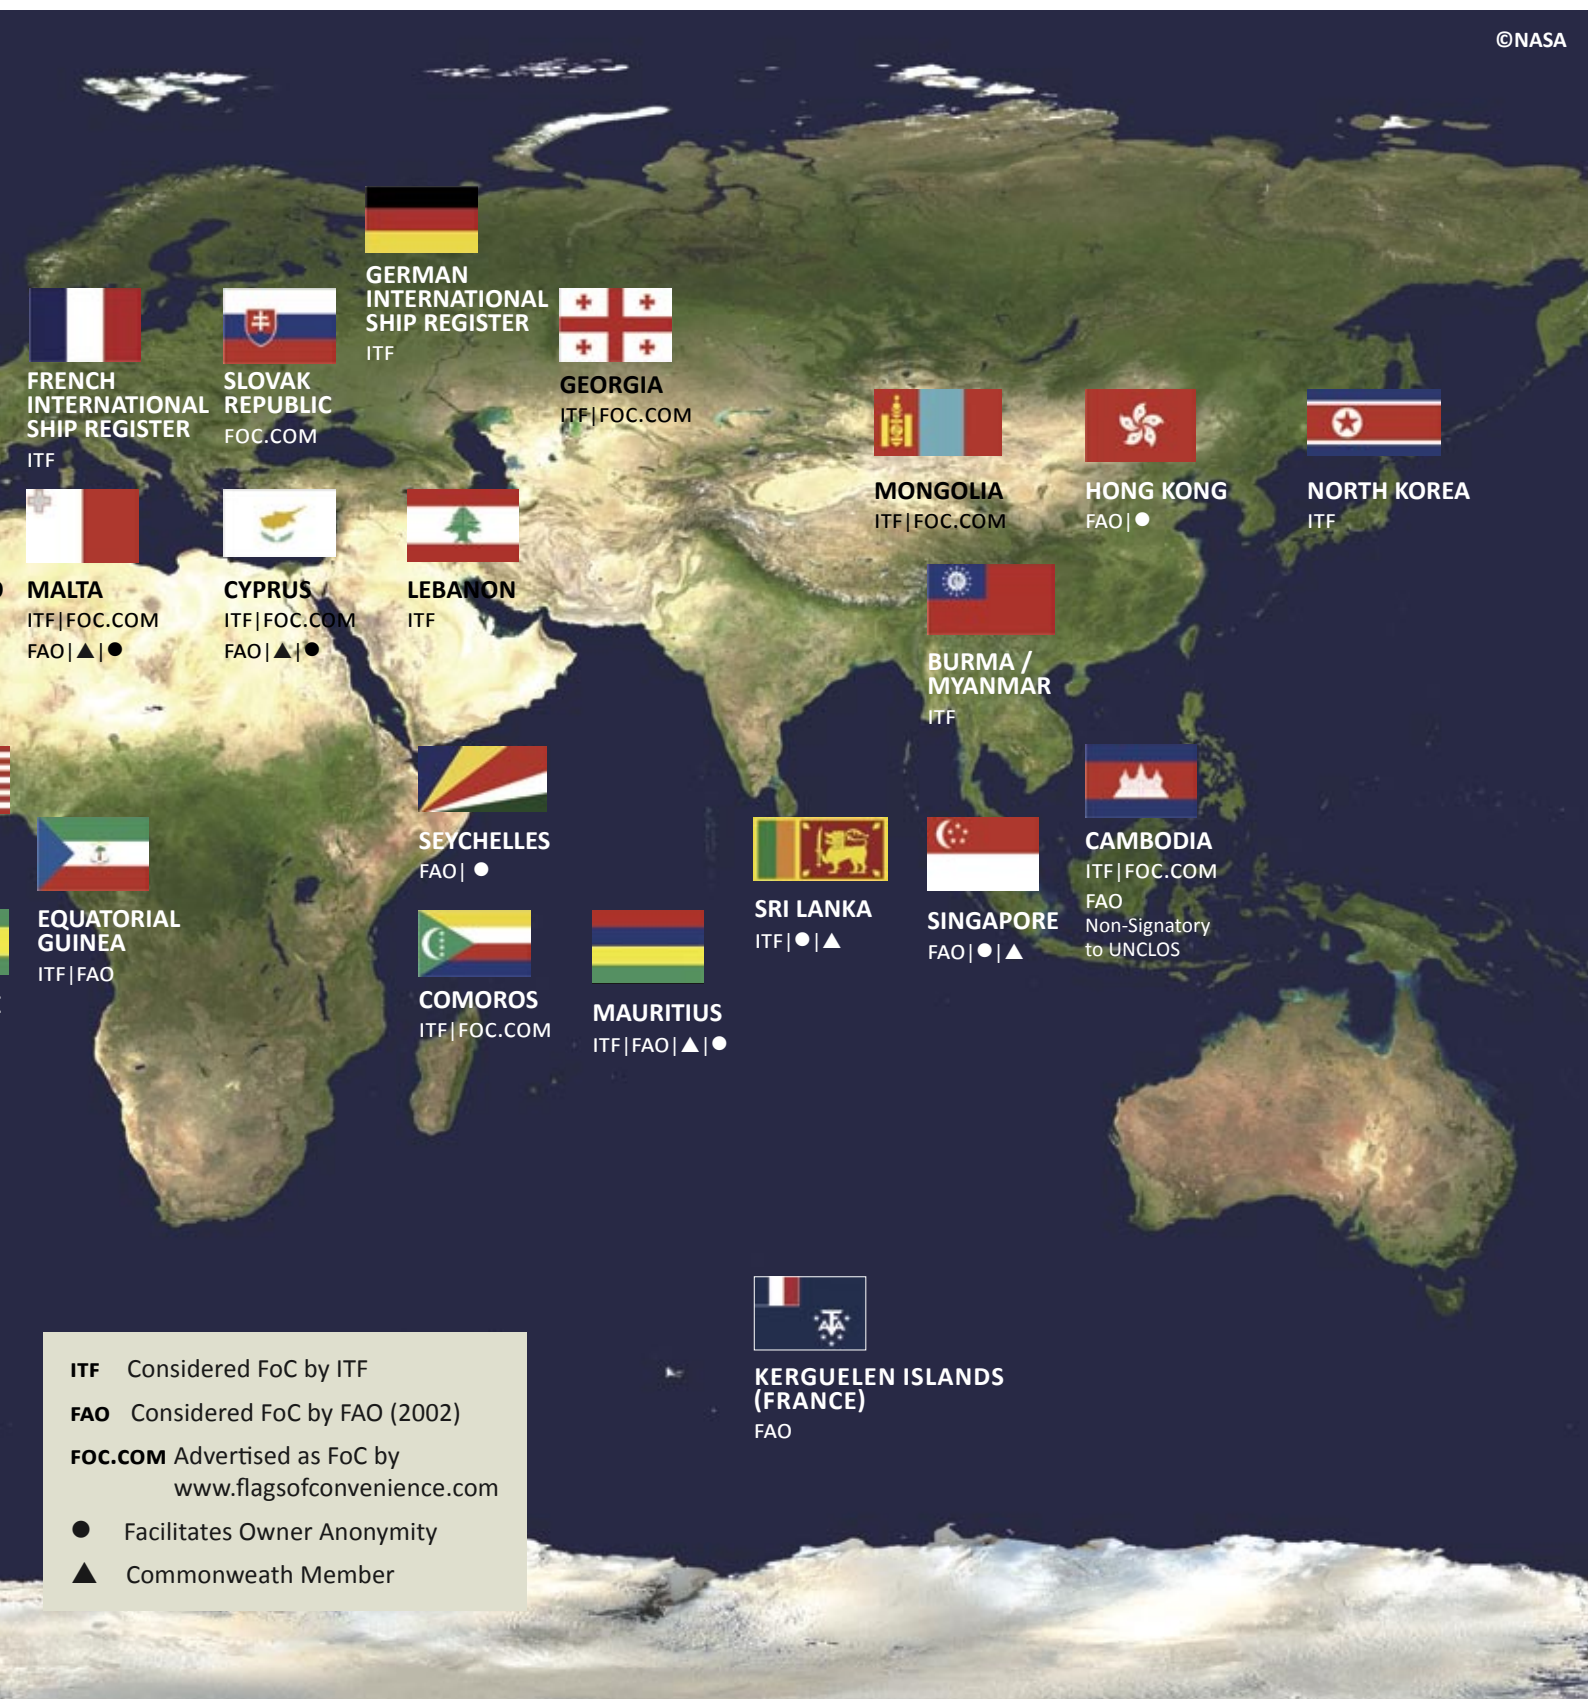 ©NASA
GERMAN
INTERNATIONAL
SHIP REGISTER
ITF
FRENCH
INTERNATIONAL
SHIP REGISTER
ITF
SLOVAK
REPUBLIC
FOC.COM
GEORGIA
ITF|FOC.COM
MONGOLIA
ITF|FOC.COM
HONG KONG
FAO|●
NORTH KOREA
ITF
MALTA
ITF|FOC.COM
FAO|▲|●
CYPRUS
ITF|FOC.COM
FAO|▲|●
LEBANON
ITF
BURMA /
MYANMAR
ITF
SEYCHELLES
FAO| ●
CAMBODIA
ITF|FOC.COM
FAO
Non-Signatory
to UNCLOS
EQUATORIAL
GUINEA
ITF|FAO
SRI LANKA
ITF|●|▲
SINGAPORE
FAO|●|▲
COMOROS
ITF|FOC.COM
MAURITIUS
ITF|FAO|▲|●
KERGUELEN ISLANDS
(FRANCE)
FAO
ITF Considered FoC by ITF
FAO Considered FoC by FAO (2002)
FOC.COM Advertised as FoC by
www.flagsofconvenience.com
● Facilitates Owner Anonymity
▲ Commonweath Member